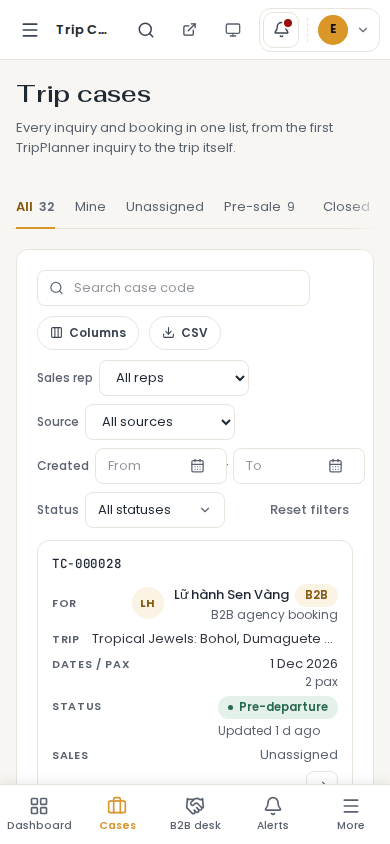 Trip C...
E
Trip cases
Every inquiry and booking in one list, from the first
TripPlanner inquiry to the trip itself.
All 32 Mine Unassigned Pre-sale 9 Closed
Search case code
Columns CSV
Sales rep All reps
Source All sources
Created From - To
Status All statuses Reset filters
TC-000028
FOR LH Lữ hành Sen Vàng B2B
B2B agency booking
TRIP Tropical Jewels: Bohol, Dumaguete ...
DATES / PAX 1 Dec 2026
2 pax
STATUS Pre-departure
Updated 1 d ago
SALES Unassigned
Dashboard Cases B2B desk Alerts More